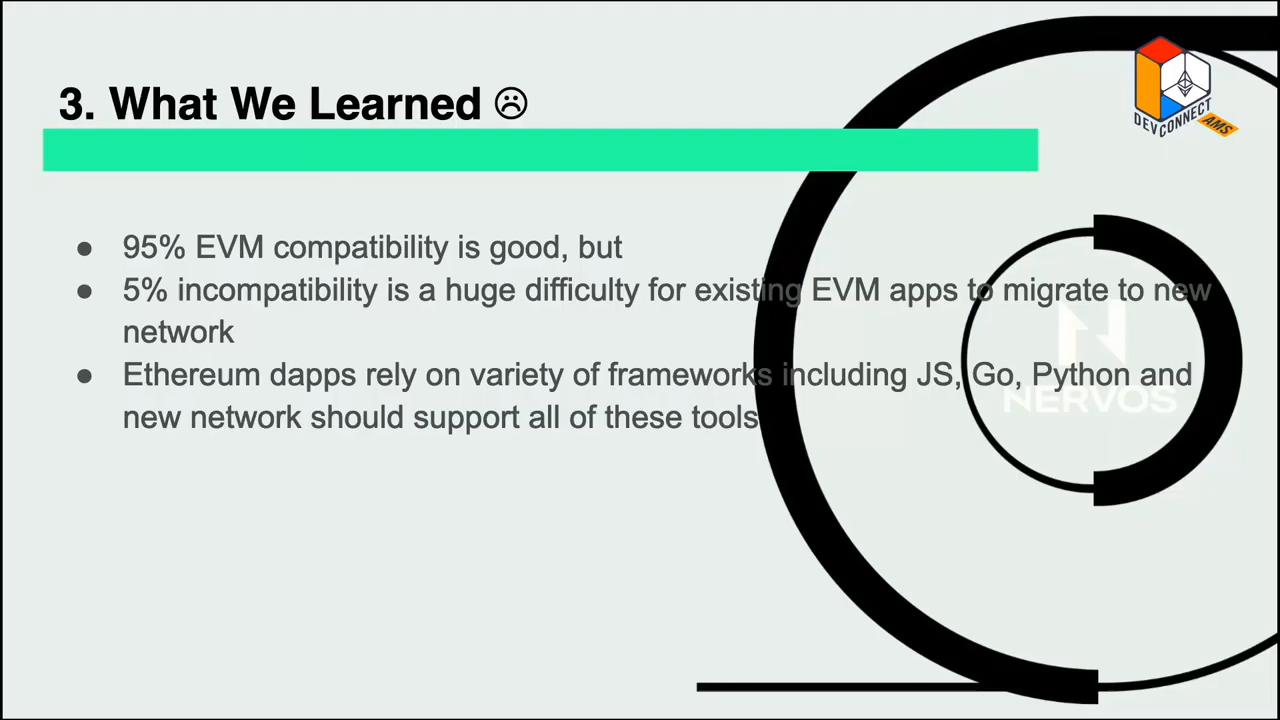 3. What We Learned ☹
DEVCONNECT
AMS
● 95% EVM compatibility is good, but
● 5% incompatibility is a huge difficulty for existing EVM apps to migrate to new
network
● Ethereum dapps rely on variety of frameworks including JS, Go, Python and
new network should support all of these tools
NERVOS